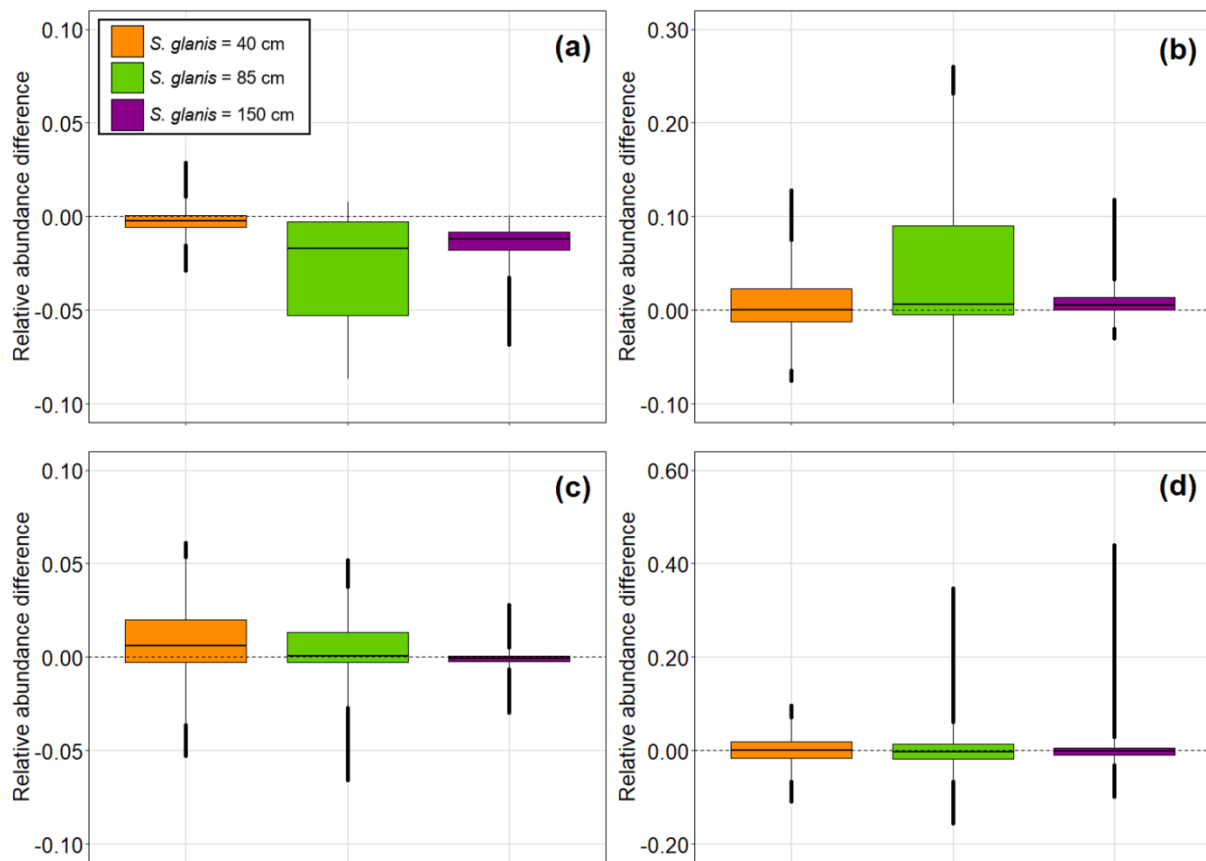 (a)
S. glanis = 40 cm
S. glanis = 85 cm
S. glanis = 150 cm
Relative abundance difference
0.10
0.05
0.00
-0.05
-0.10
(b)
Relative abundance difference
0.30
0.20
0.10
0.00
-0.10
(c)
Relative abundance difference
0.10
0.05
0.00
-0.05
-0.10
(d)
Relative abundance difference
0.60
0.40
0.20
0.00
-0.20